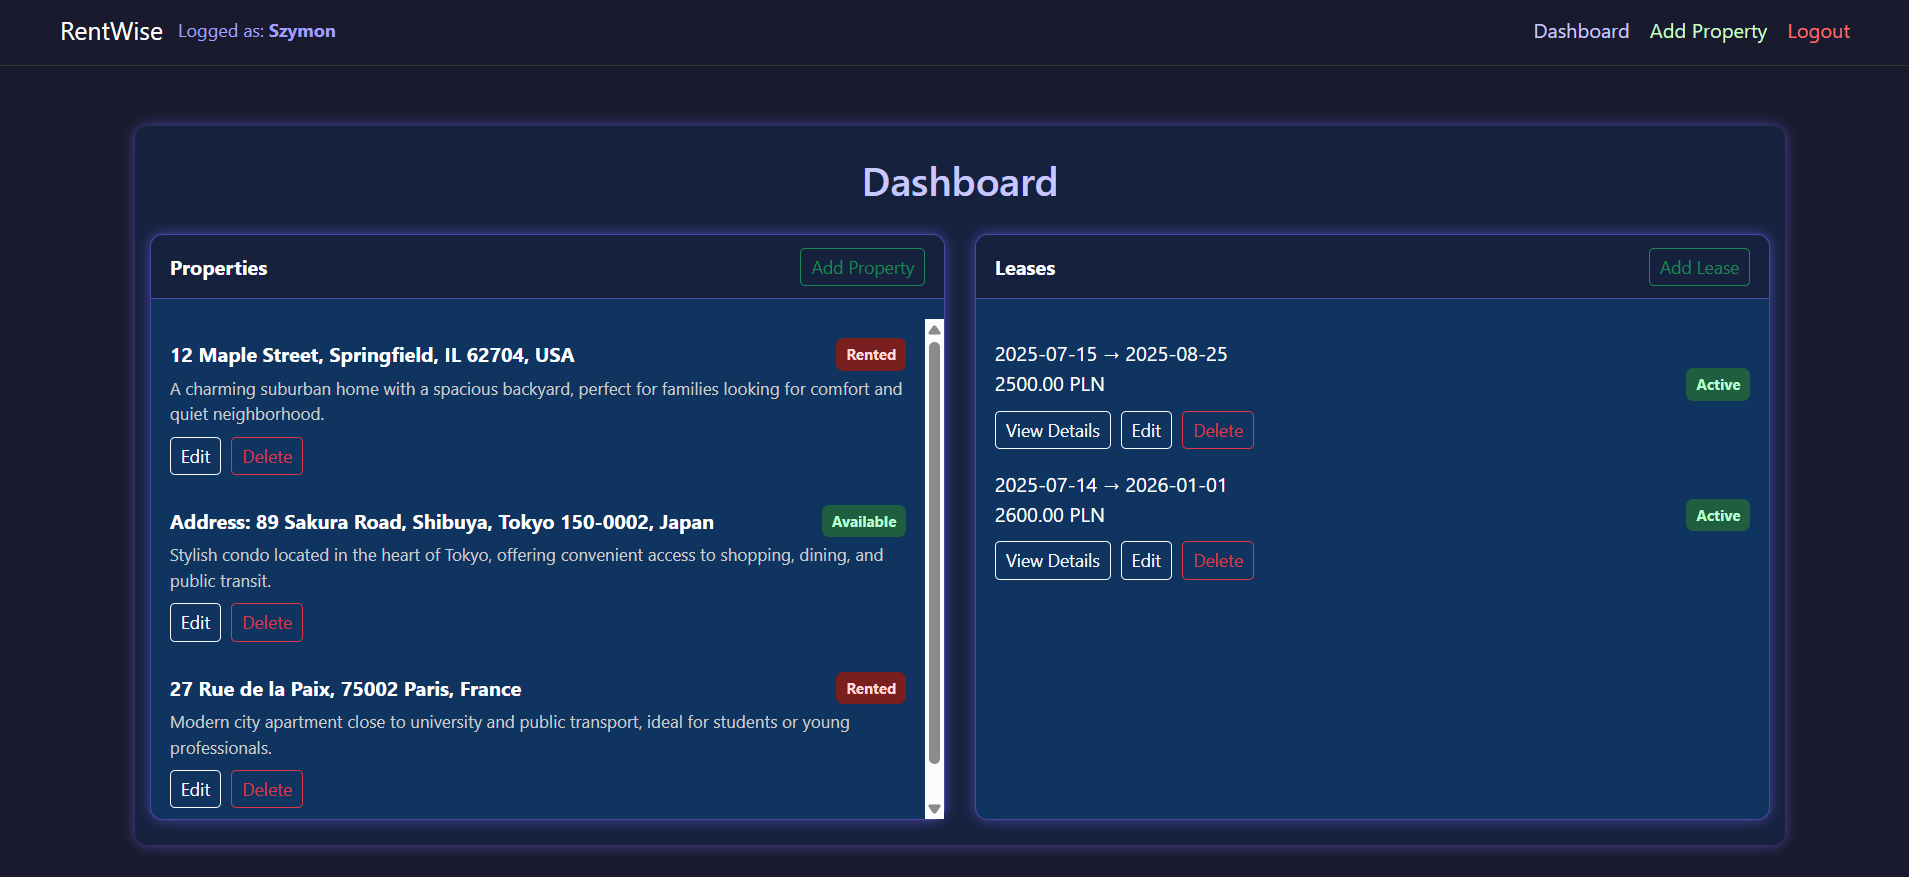 RentWise Logged as: Szymon
Dashboard Add Property Logout
Dashboard
Properties
Add Property
12 Maple Street, Springfield, IL 62704, USA
Rented
A charming suburban home with a spacious backyard, perfect for families looking for comfort and
quiet neighborhood.
Edit Delete
Address: 89 Sakura Road, Shibuya, Tokyo 150-0002, Japan
Available
Stylish condo located in the heart of Tokyo, offering convenient access to shopping, dining, and
public transit.
Edit Delete
27 Rue de la Paix, 75002 Paris, France
Rented
Modern city apartment close to university and public transport, ideal for students or young
professionals.
Edit Delete
Leases
Add Lease
2025-07-15 → 2025-08-25
2500.00 PLN
Active
View Details Edit Delete
2025-07-14 → 2026-01-01
2600.00 PLN
Active
View Details Edit Delete